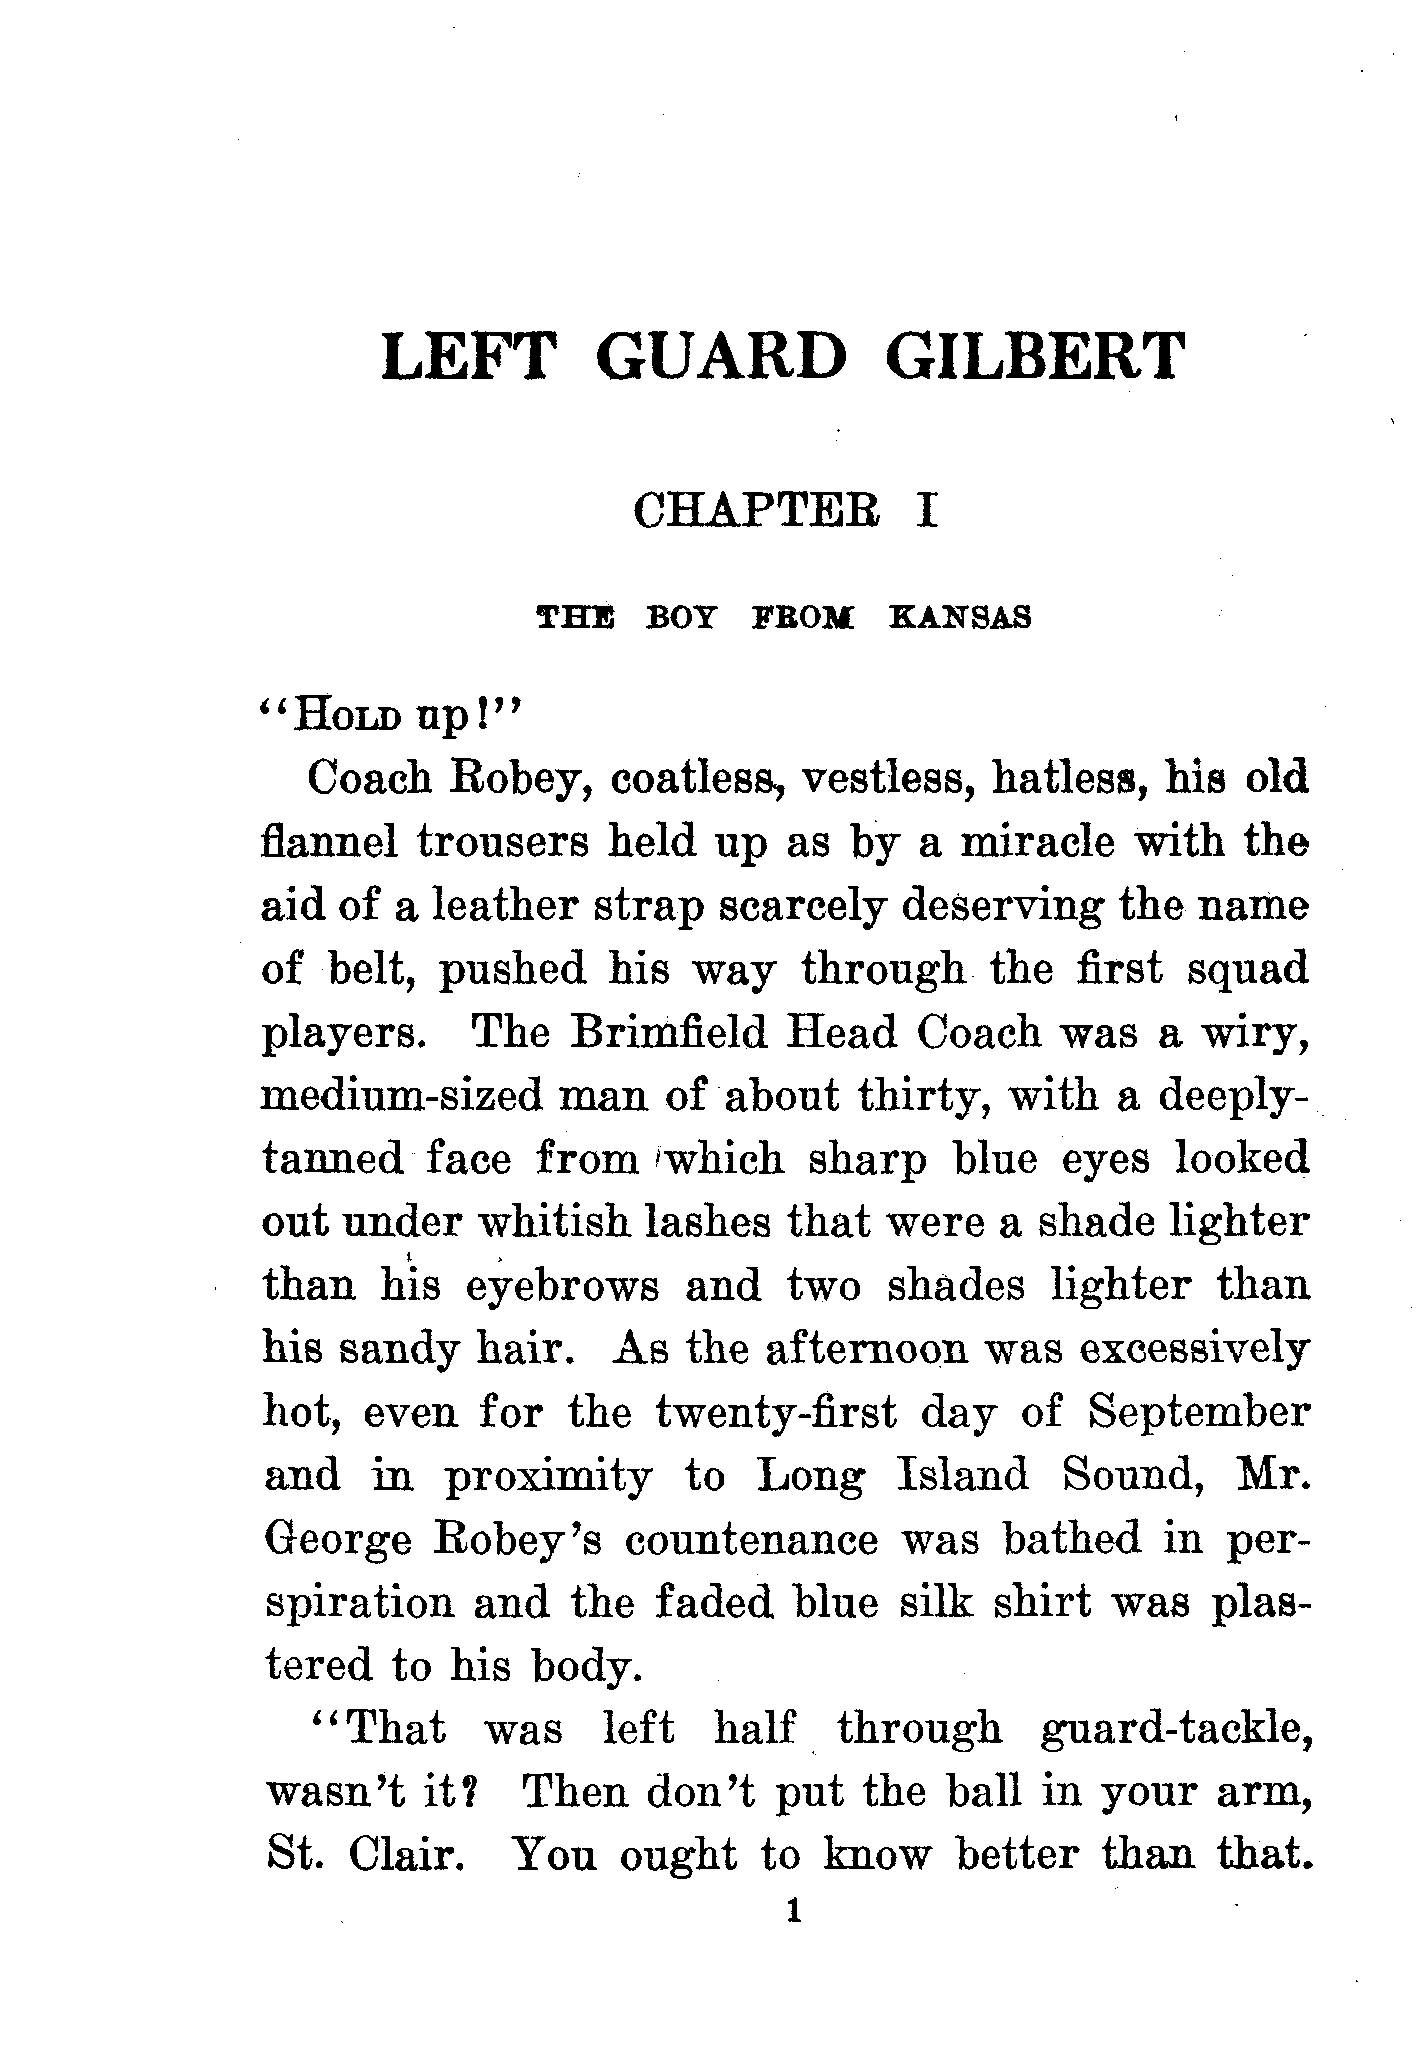 LEFT GUARD GILBERT
CHAPTER I
THE BOY FROM KANSAS
“HOLD up!”
Coach Robey, coatless, vestless, hatless, his old
flannel trousers held up as by a miracle with the
aid of a leather strap scarcely deserving the name
of belt, pushed his way through the first squad
players. The Brimfield Head Coach was a wiry,
medium-sized man of about thirty, with a deeply-
tanned face from which sharp blue eyes looked
out under whitish lashes that were a shade lighter
than his eyebrows and two shades lighter than
his sandy hair. As the afternoon was excessively
hot, even for the twenty-first day of September
and in proximity to Long Island Sound, Mr.
George Robey’s countenance was bathed in per-
spiration and the faded blue silk shirt was plas-
tered to his body.
“That was left half through guard-tackle,
wasn’t it? Then don’t put the ball in your arm,
St. Clair. You ought to know better than that.
1